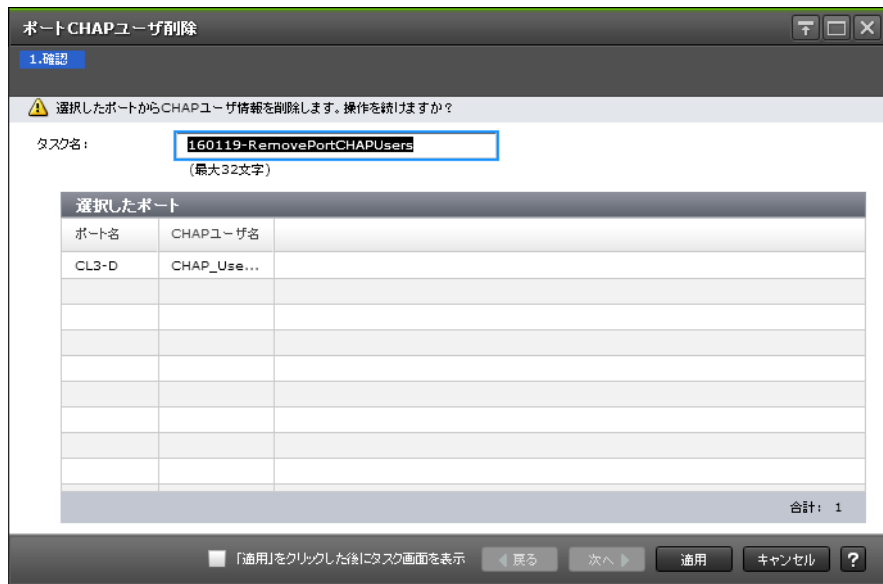 ポートCHAPユーザ削除
1.確認
選択したポートからCHAPユーザ情報を削除します。操作を続けますか？
タスク名：
160119-RemovePortCHAPUsers
(最大32文字)
選択したポート
ポート名 CHAPユーザ名
CL3-D CHAP_Use...
合計： 1
「適用」をクリックした後にタスク画面を表示 戻る 次へ 適用 キャンセル ?